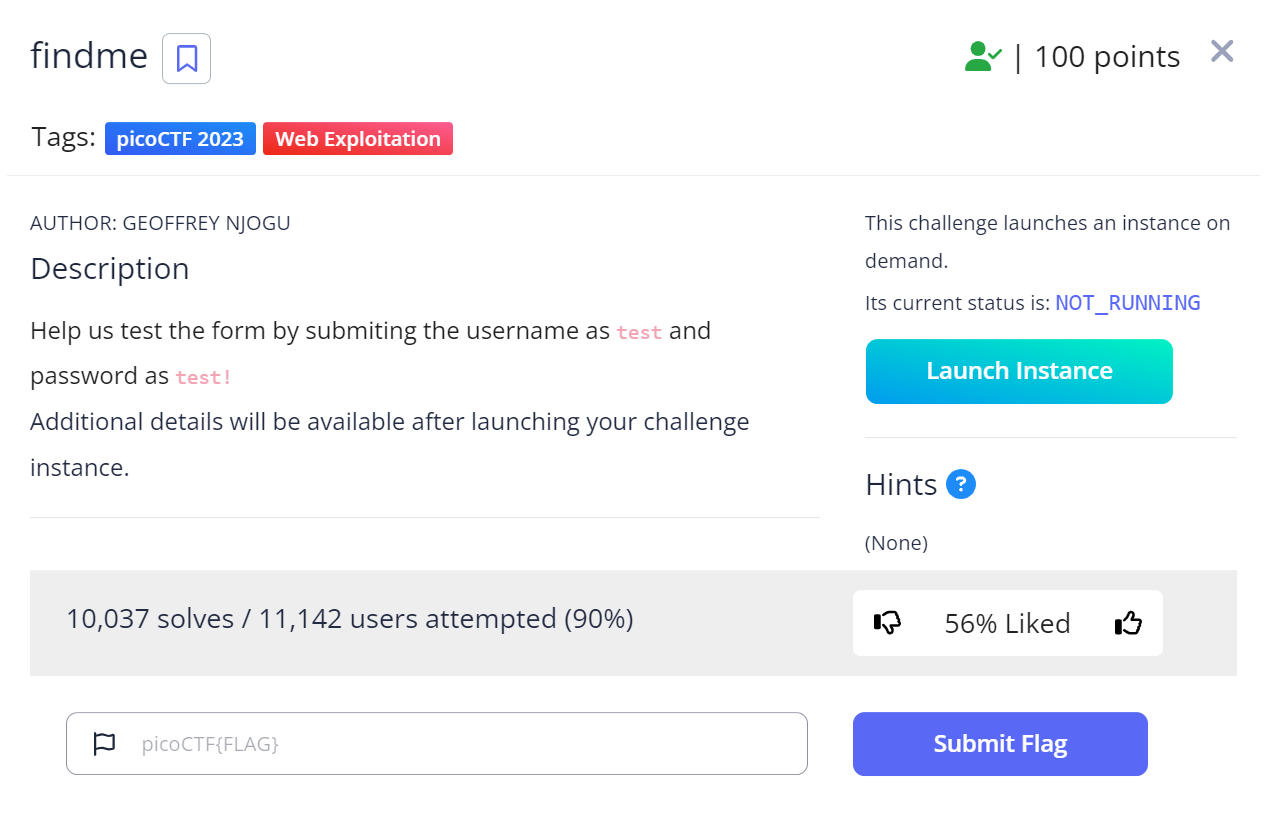 findme
| 100 points
Tags: picoCTF 2023 Web Exploitation
AUTHOR: GEOFFREY NJOGU
Description
Help us test the form by submiting the username as test and
password as test!
Additional details will be available after launching your challenge
instance.
This challenge launches an instance on
demand.
Its current status is: NOT_RUNNING
Launch Instance
Hints ?
(None)
10,037 solves / 11,142 users attempted (90%)
56% Liked
picoCTF{FLAG}
Submit Flag